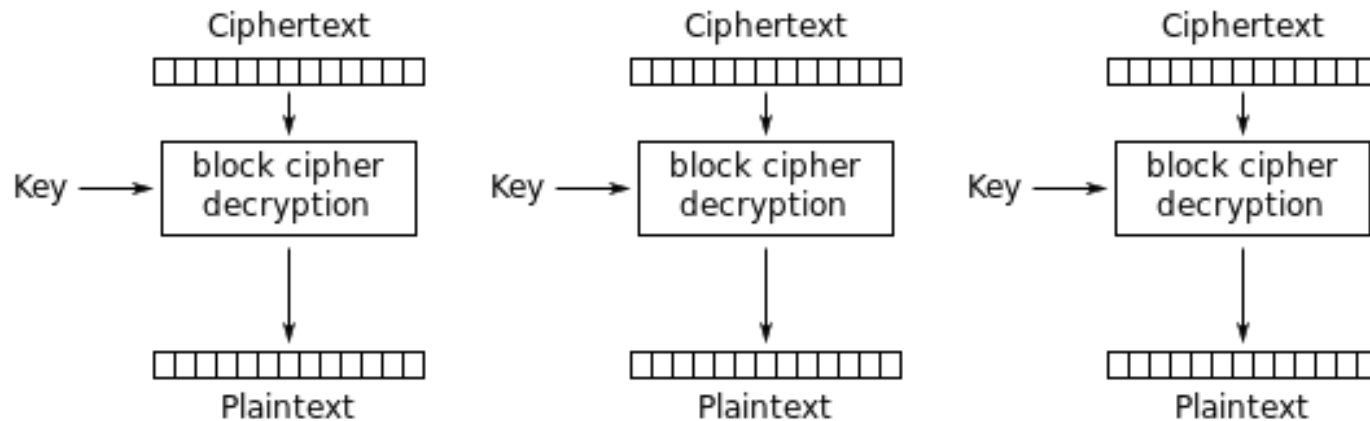 Ciphertext Ciphertext Ciphertext
Key block cipher decryption Key block cipher decryption Key block cipher decryption
Plaintext Plaintext Plaintext